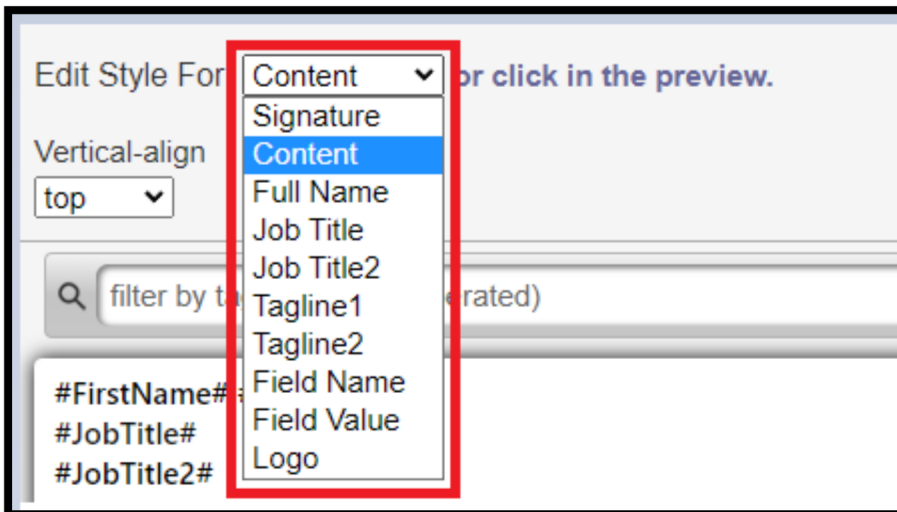 Edit Style For Content or click in the preview.
Signature
Vertical-align Content
top Full Name
Job Title
Job Title2
filter by Tagline1 rated)
Tagline2
#FirstName# Field Name
#JobTitle# Field Value
#JobTitle2# Logo